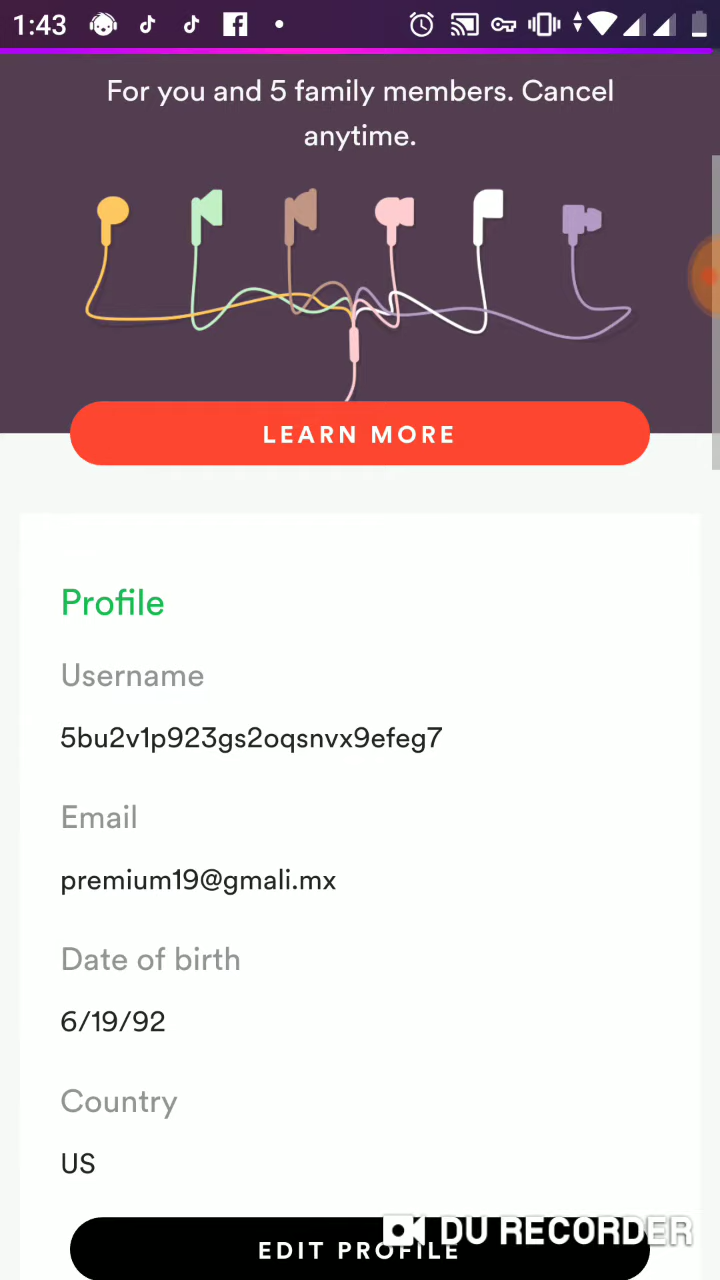 1:43
For you and 5 family members. Cancel
anytime.
LEARN MORE
Profile
Username
5bu2v1p923gs2oqsnvx9efeg7
Email
premium19@gmali.mx
Date of birth
6/19/92
Country
US
EDIT PROFILE
DU RECORDER